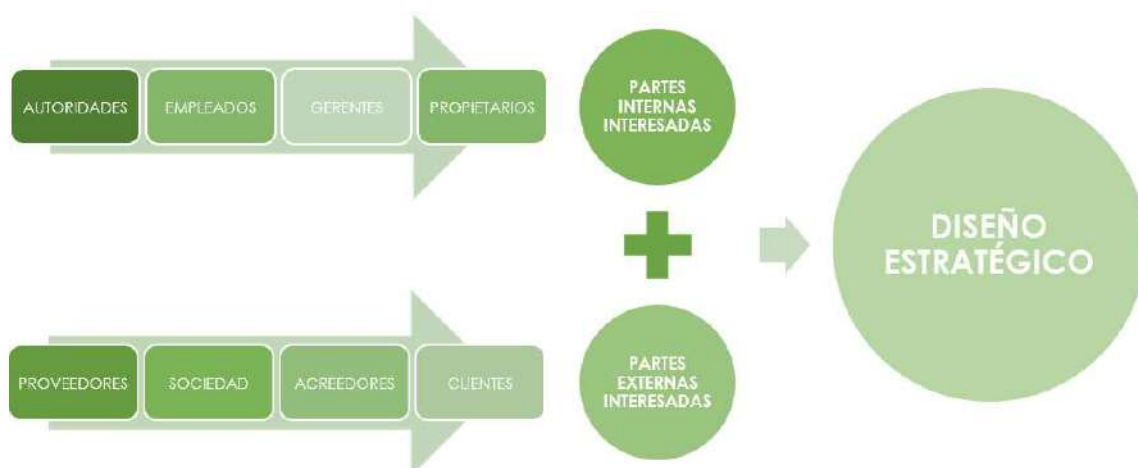 AUTORIDADES
EMPLEADOS
GERENTES
PROPIETARIOS
PARTES
INTERNAS
INTERESADAS
PROVEEDORES
SOCIEDAD
ACREEDORES
CLIENTES
PARTES
EXTERNAS
INTERESADAS
DISEÑO
ESTRATÉGICO